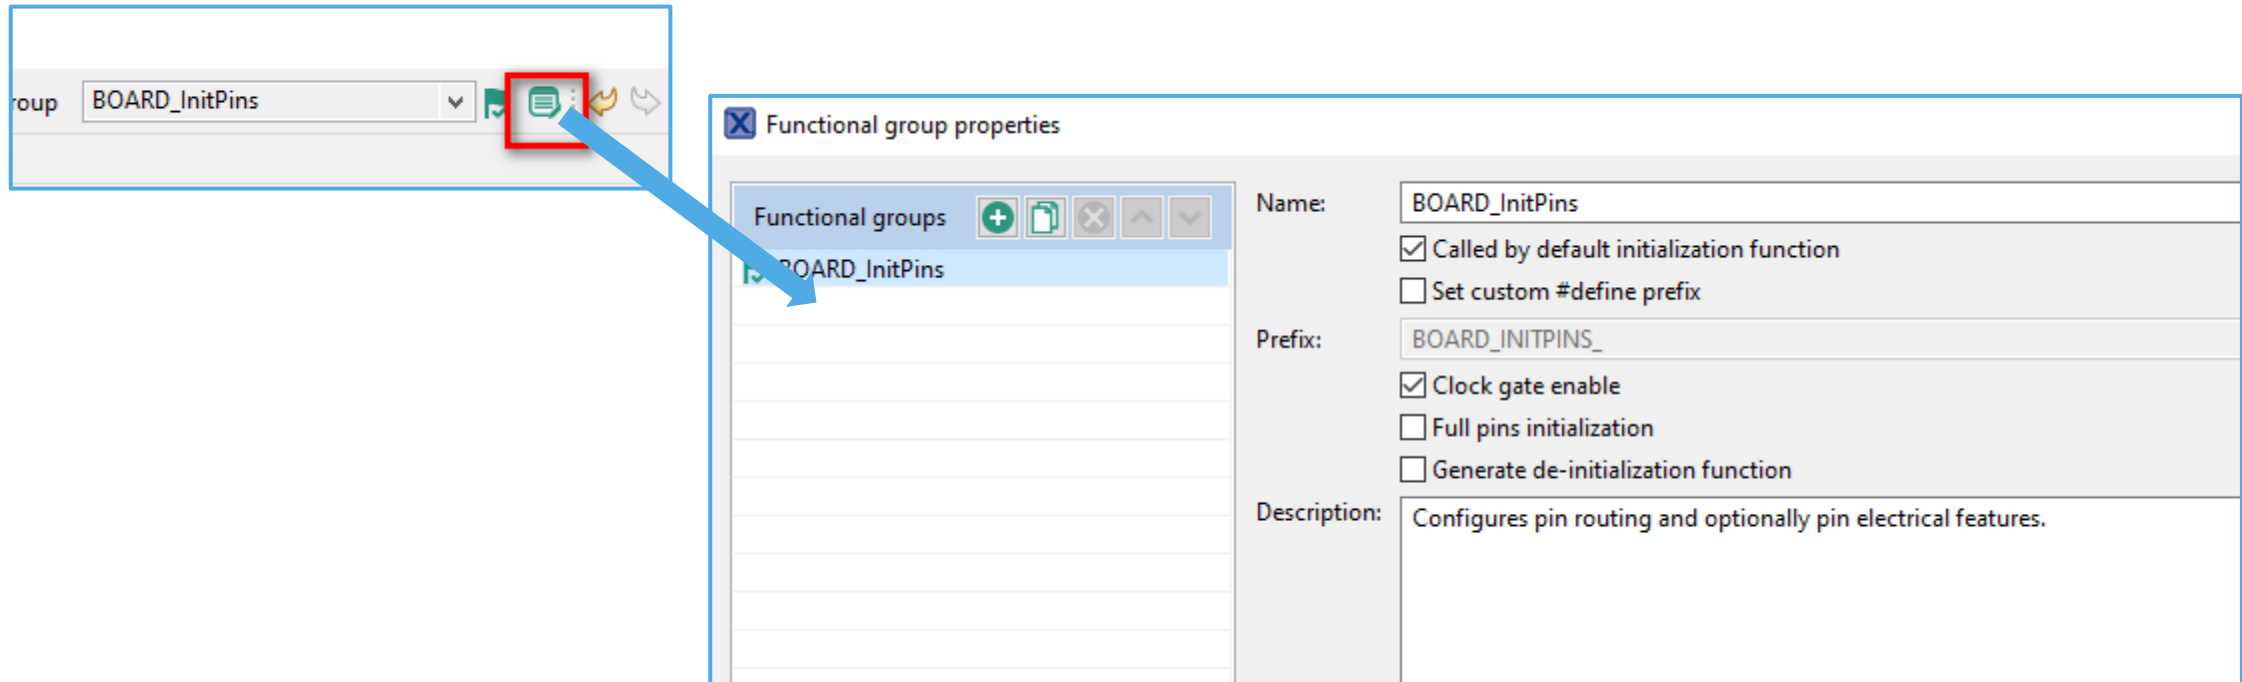 roup BOARD_InitPins
Functional group properties
Functional groups
BOARD_InitPins
Name: BOARD_InitPins
Called by default initialization function
Set custom #define prefix
Prefix: BOARD_INITPINS_
Clock gate enable
Full pins initialization
Generate de-initialization function
Description: Configures pin routing and optionally pin electrical features.